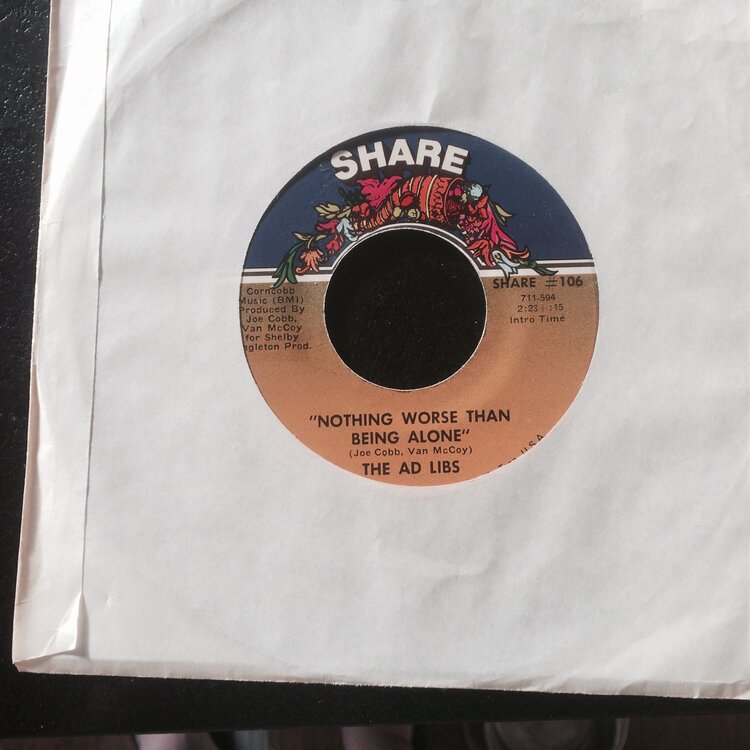 SHARE
Corncobb
Music (BMI)
Produced By
Joe Cobb,
Van McCoy
for Shelby
ngleton Prod.
SHARE #106
711-594
2:23 - :15
Intro Time
"NOTHING WORSE THAN
BEING ALONE"
(Joe Cobb, Van McCoy)
THE AD LIBS
U.S.A.